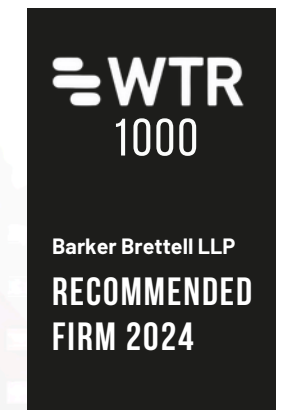 WTR
1000
Barker Brettell LLP
RECOMMENDED
FIRM 2024